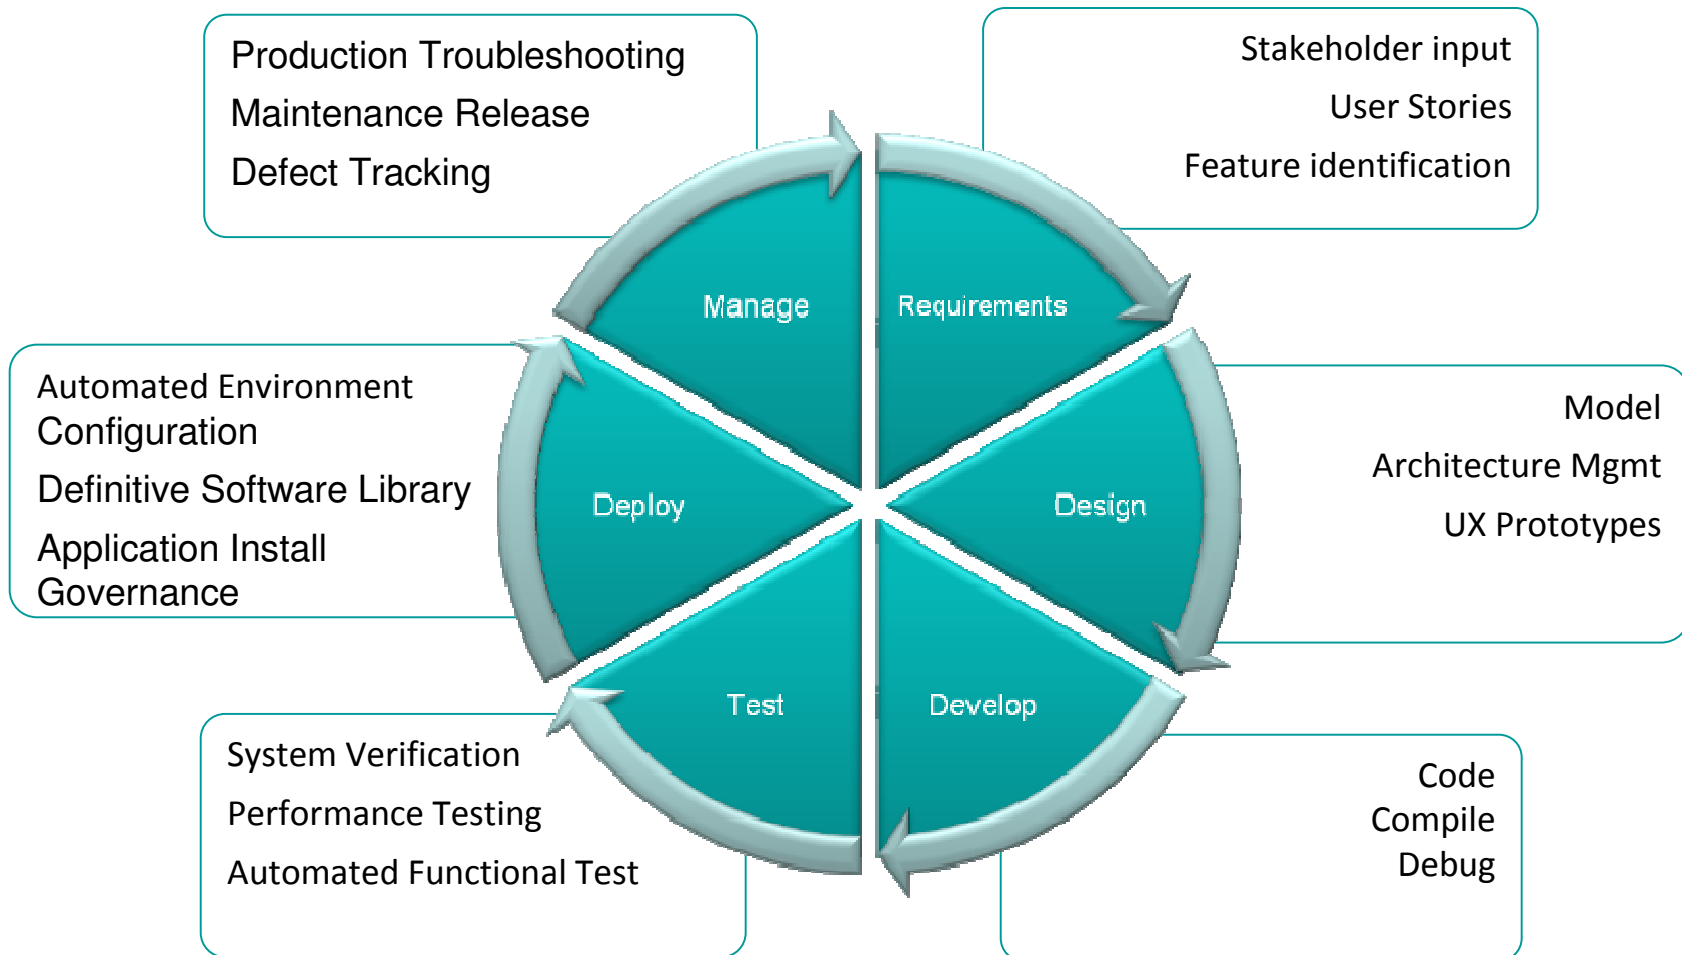 Production Troubleshooting
Maintenance Release
Defect Tracking
Stakeholder input
User Stories
Feature identification
Manage
Requirements
Automated Environment
Configuration
Definitive Software Library
Application Install
Governance
Deploy
Design
Model
Architecture Mgmt
UX Prototypes
Test
Develop
System Verification
Performance Testing
Automated Functional Test
Code
Compile
Debug